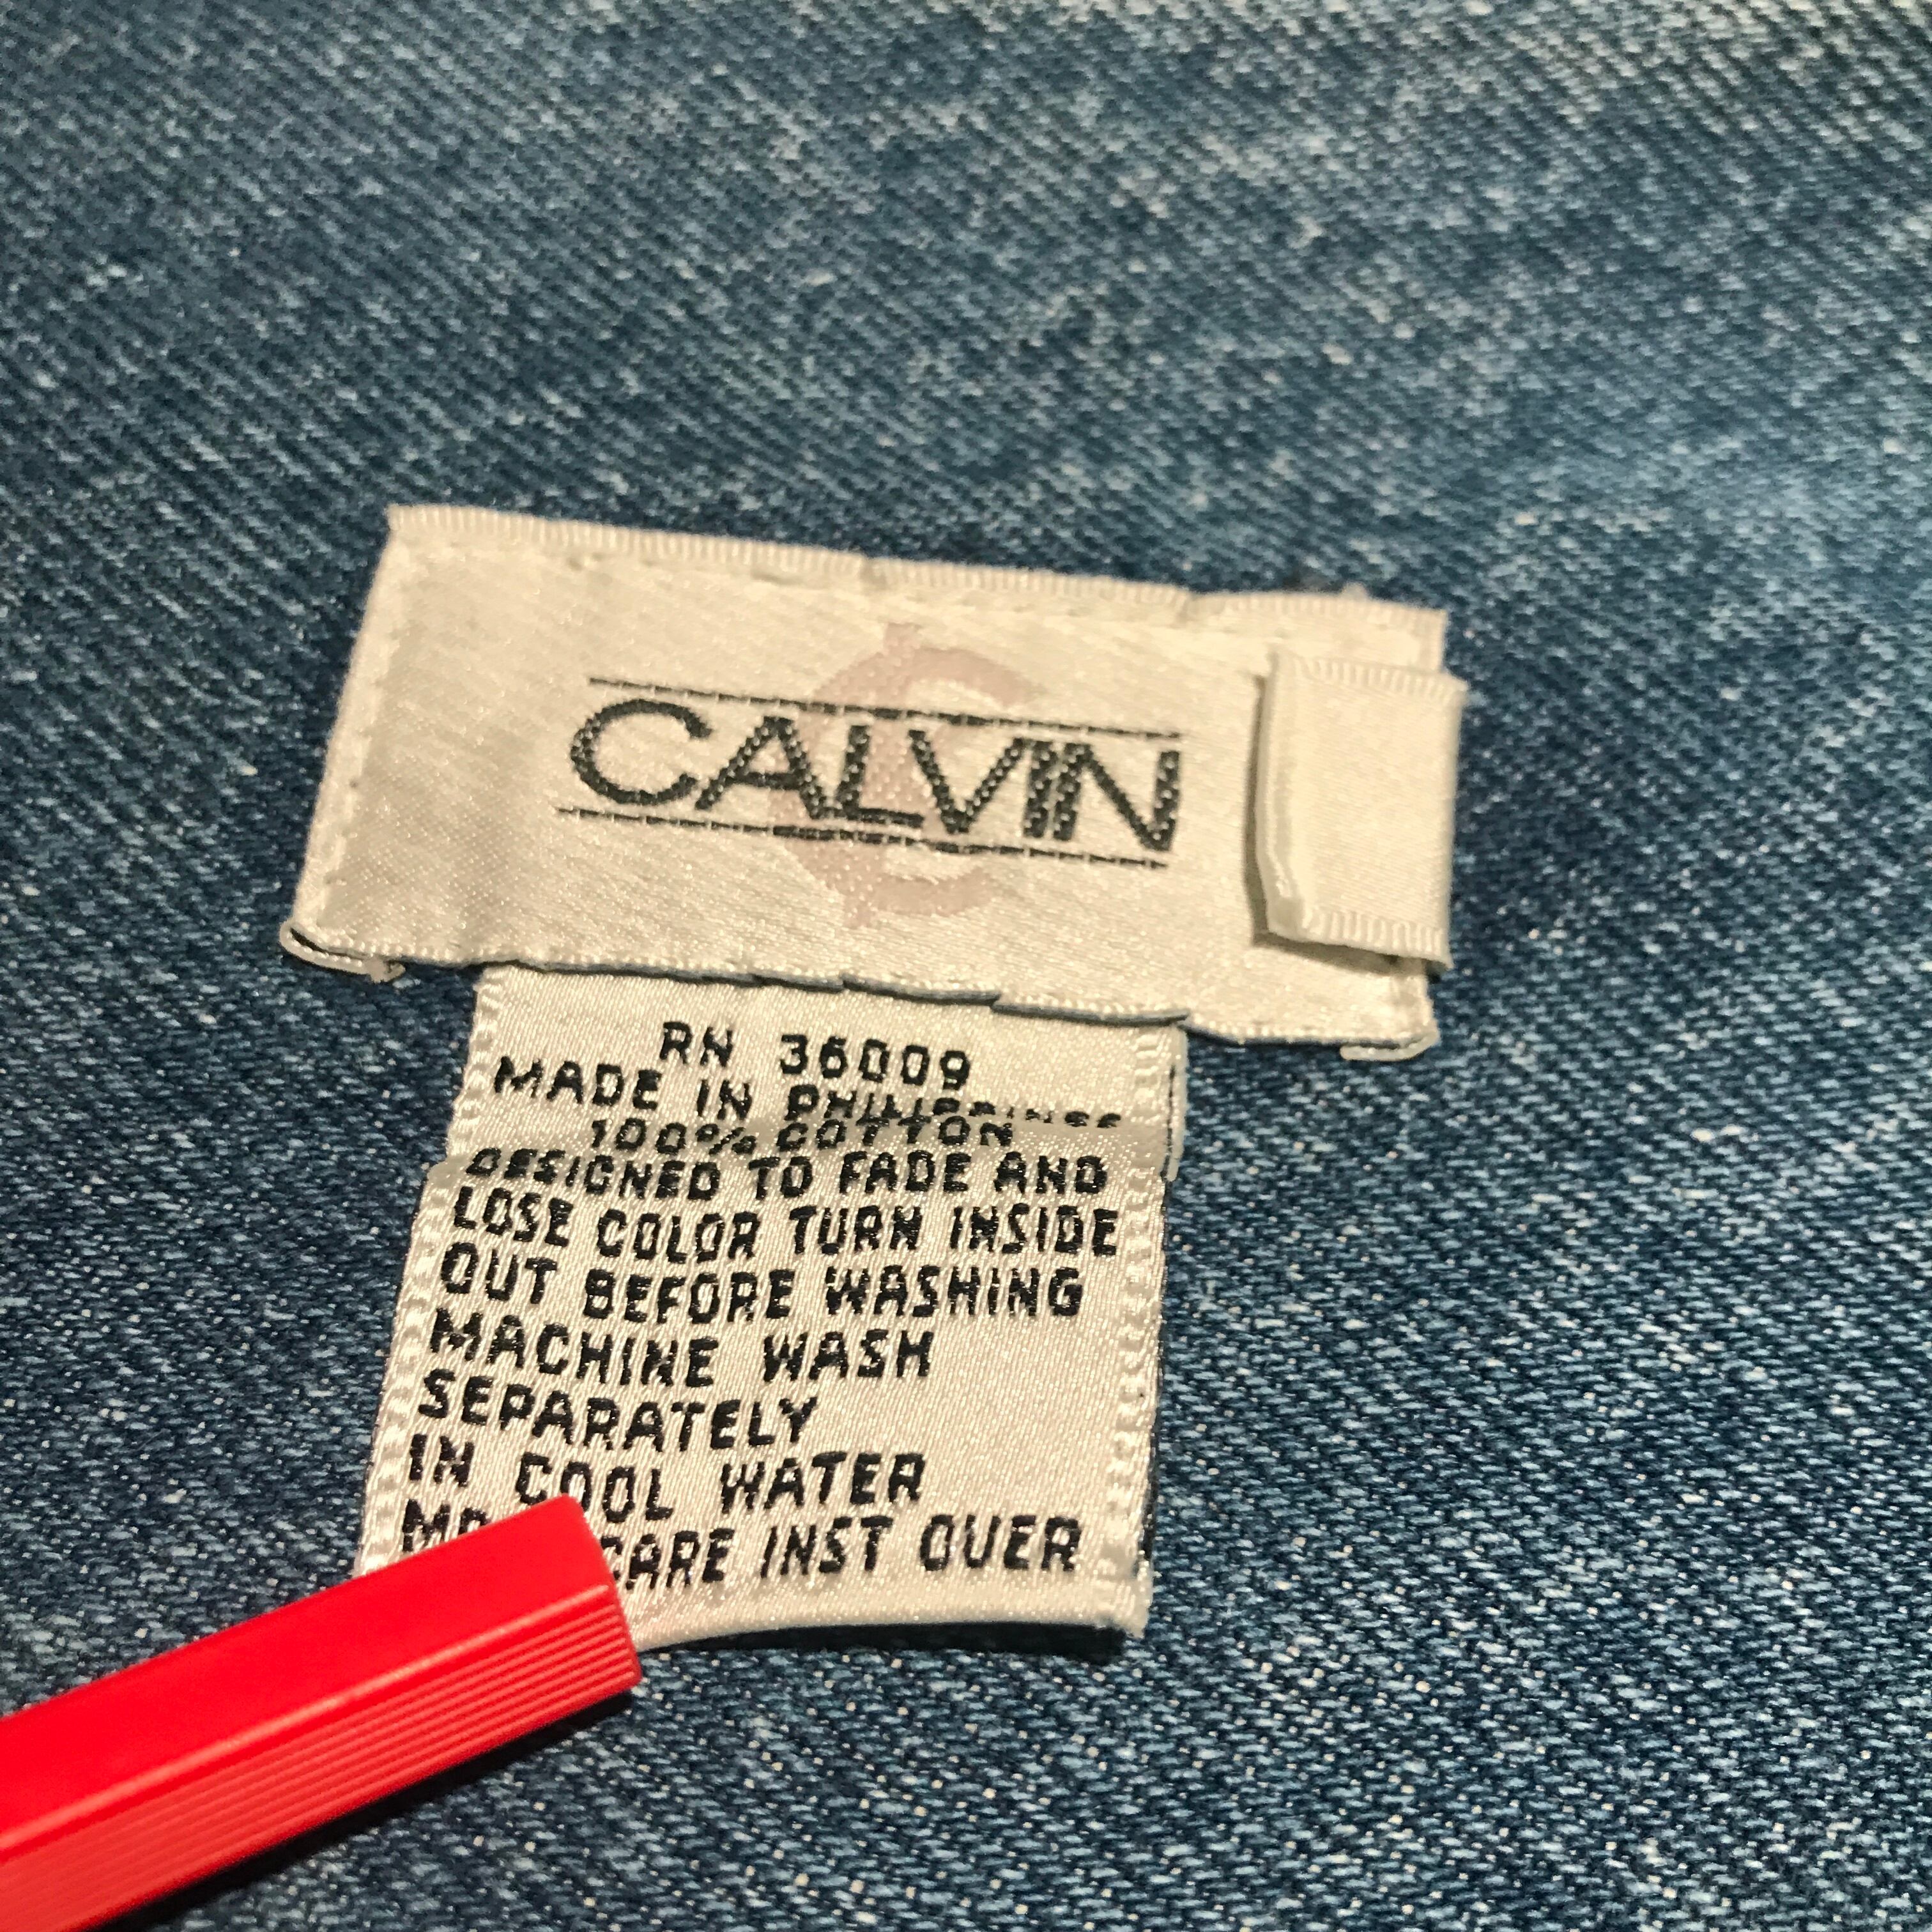 CALVIN
RN 36009
MADE IN PHILIPPINES
100% COTTON
DESIGNED TO FADE AND
LOSE COLOR TURN INSIDE
OUT BEFORE WASHING
MACHINE WASH
SEPARATELY
IN COOL WATER
CARE INST OVER